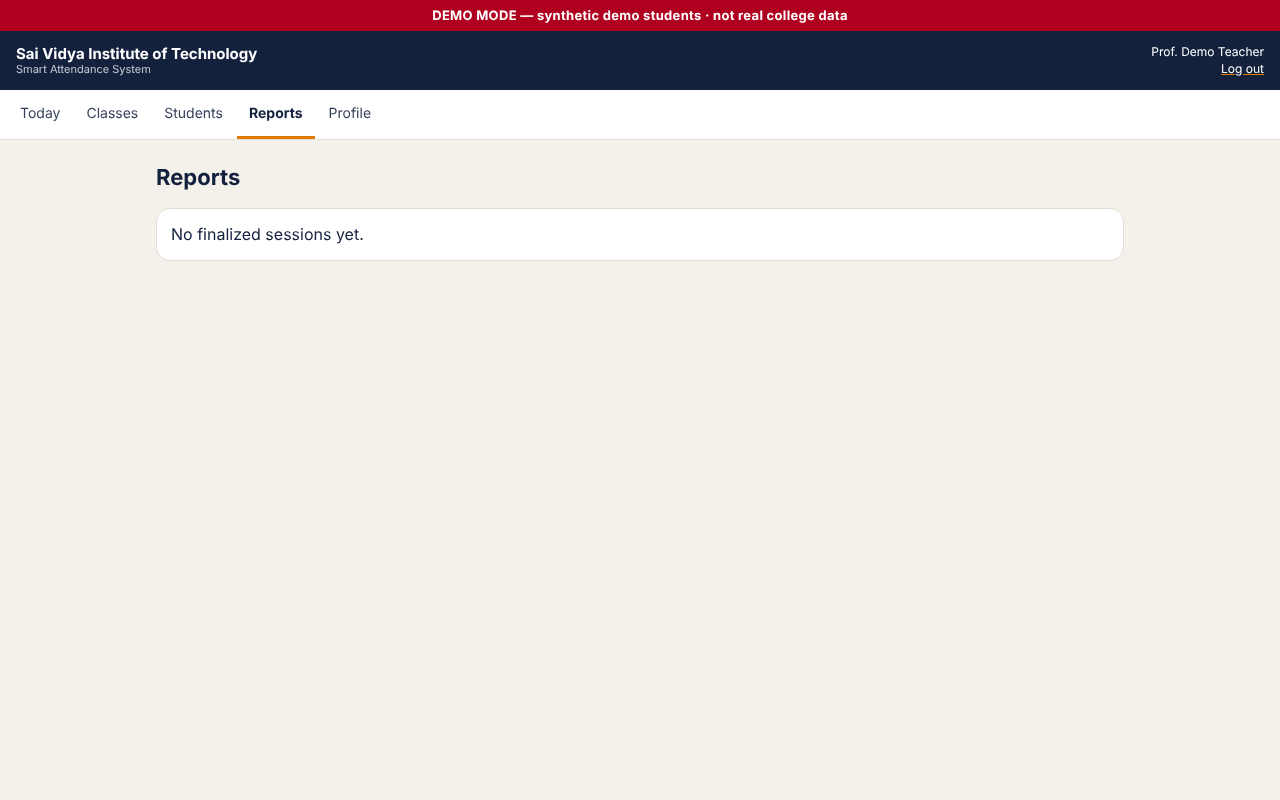 DEMO MODE — synthetic demo students · not real college data
Sai Vidya Institute of Technology
Smart Attendance System
Prof. Demo Teacher
Log out
Today
Classes
Students
Reports
Profile
Reports
No finalized sessions yet.